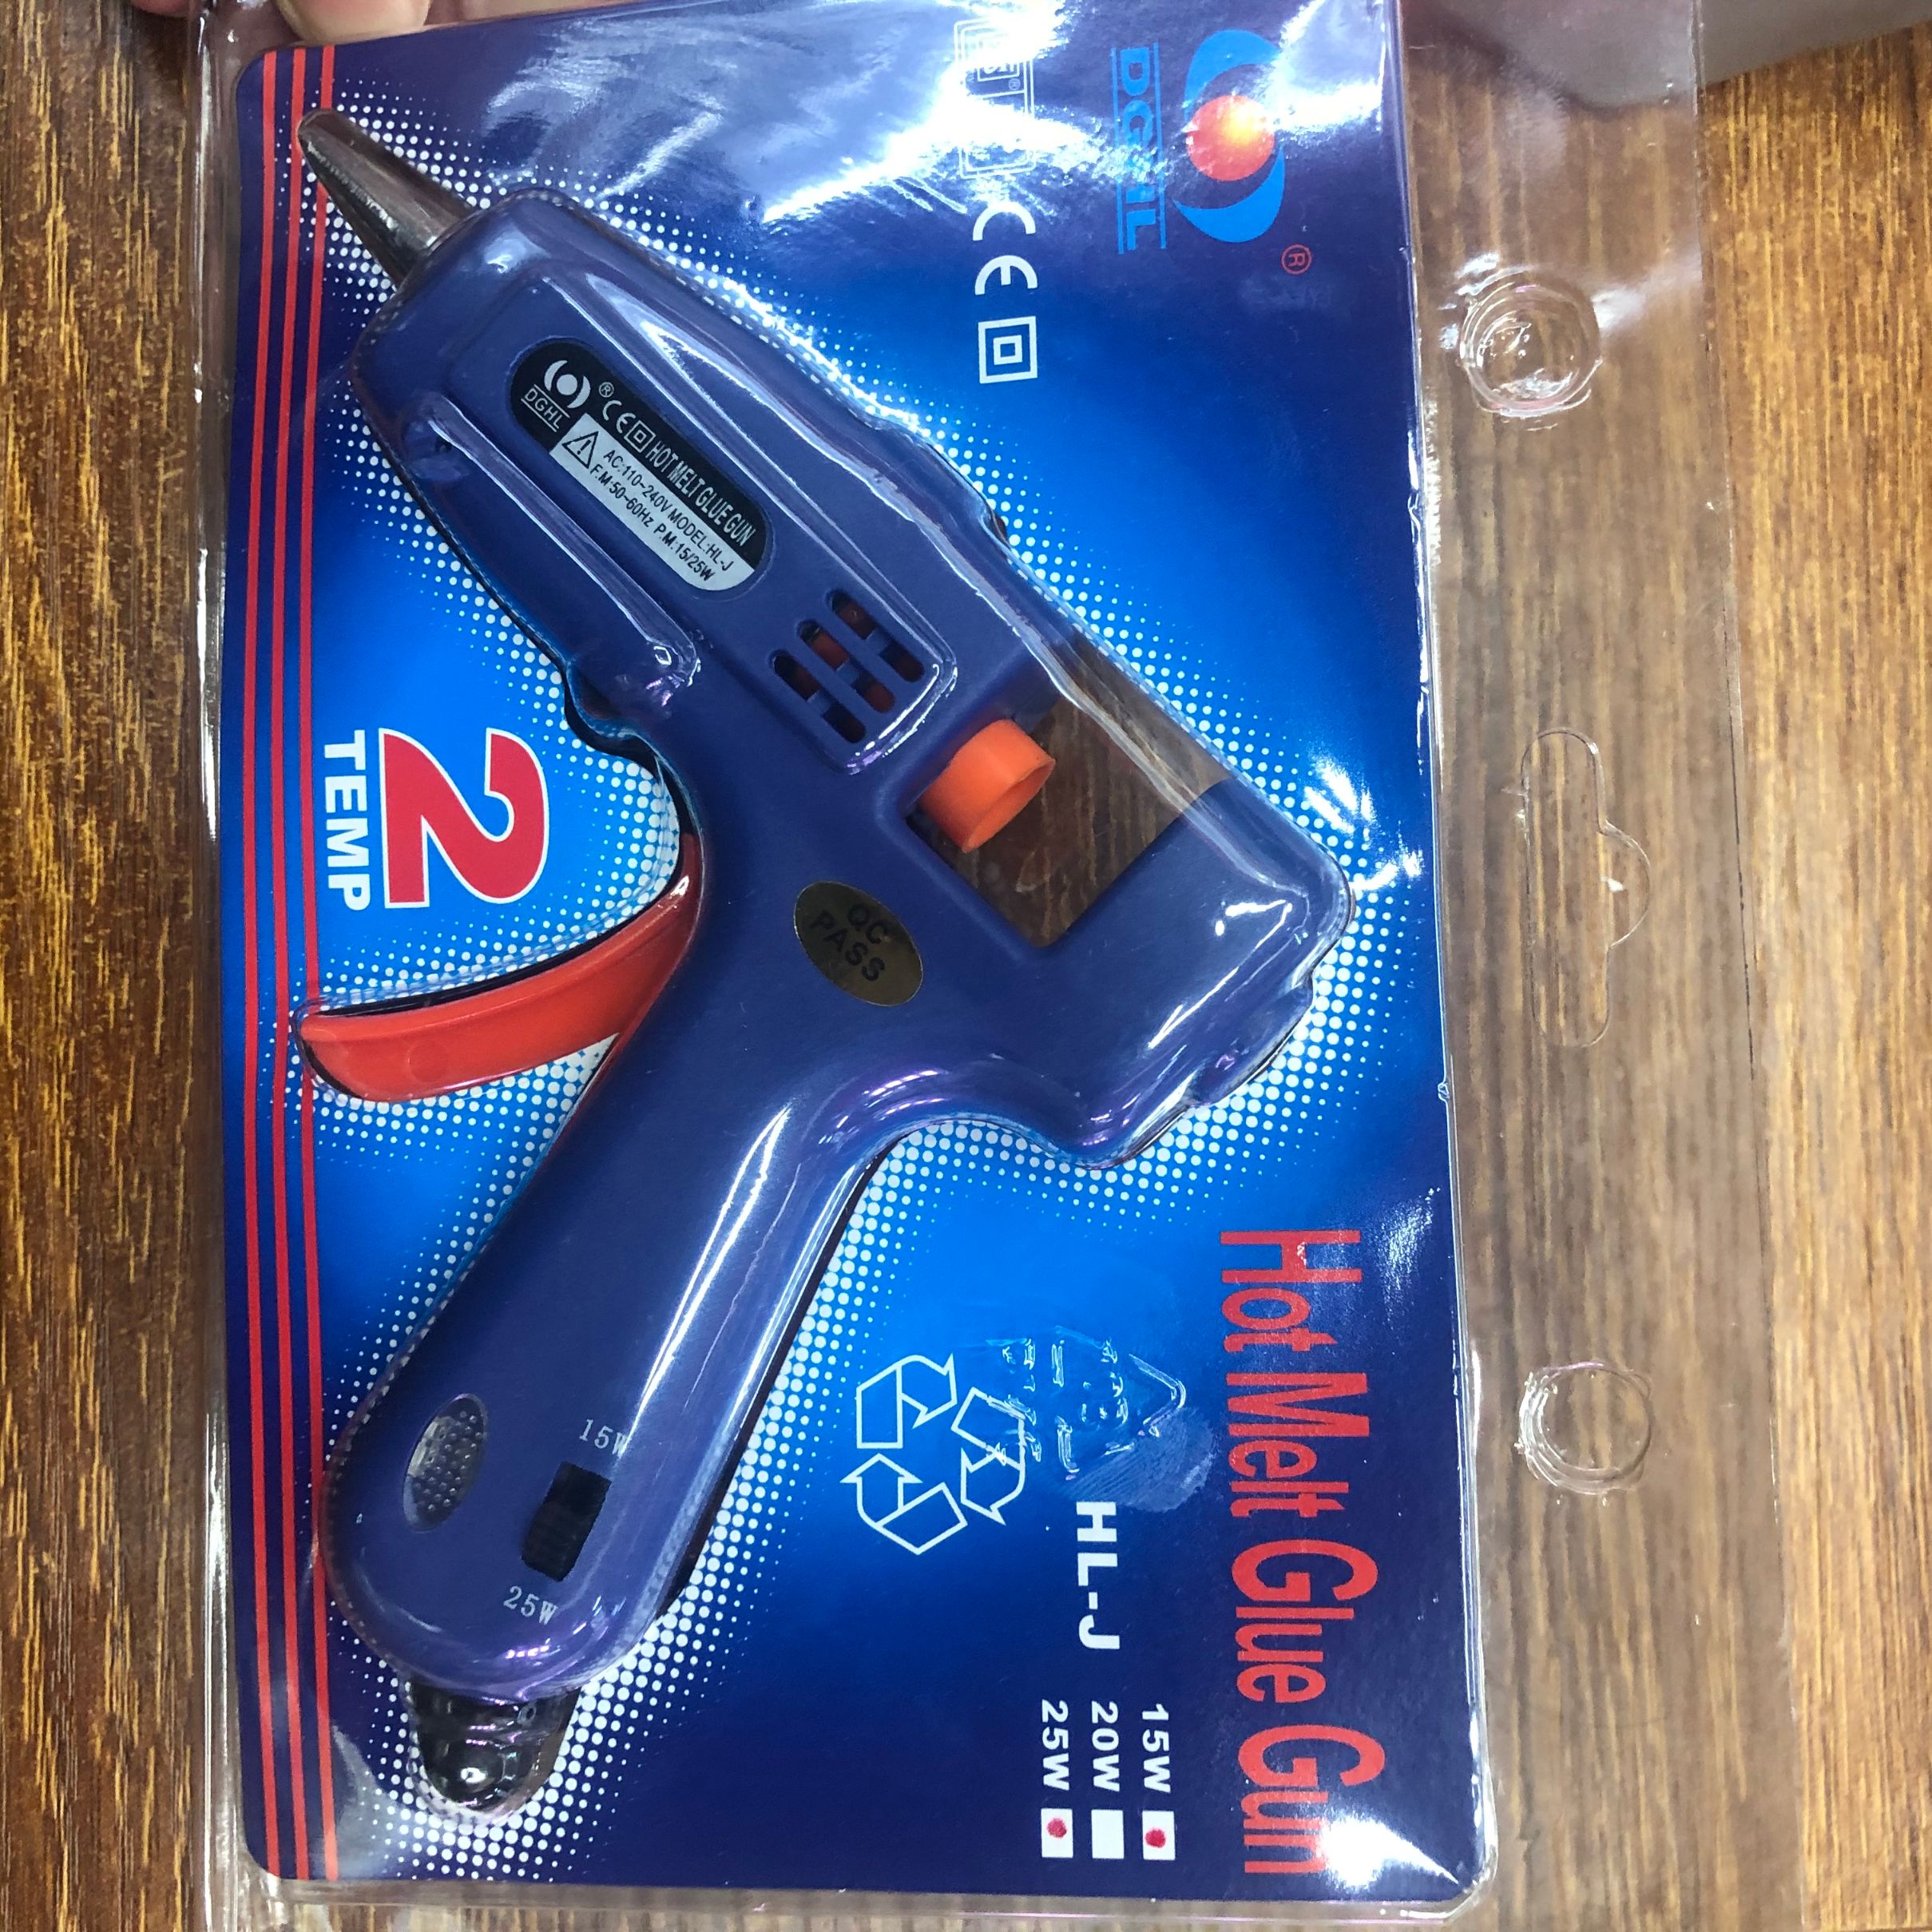 DGHL
®
CE
Hot Melt Glue Gun
HL-J
15W
20W
25W
DGHL
®
CE HOT MELT GLUE GUN
AC:110~240V MODEL:HL-J
F.M:50~60Hz P.M:15/25W
QC
PASS
2
TEMP
15W
25W